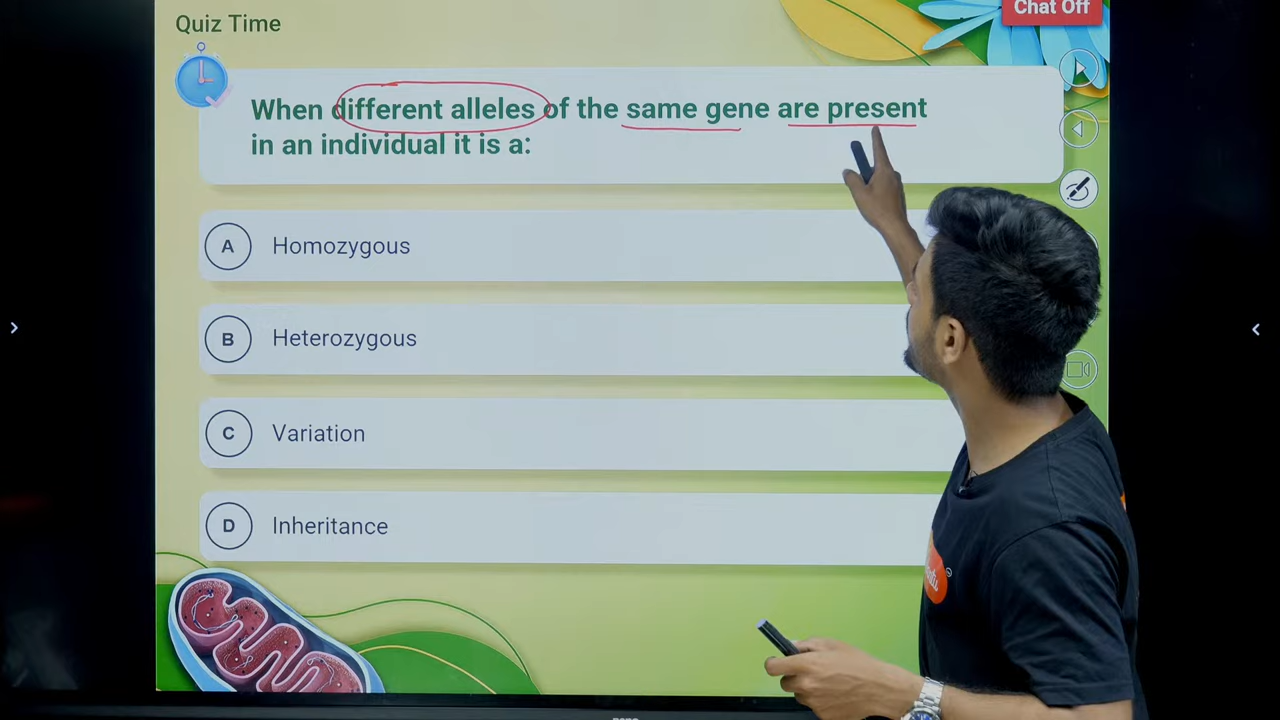 Quiz Time
Chat Off
When different alleles of the same gene are present
in an individual it is a:
A Homozygous
B Heterozygous
C Variation
D Inheritance